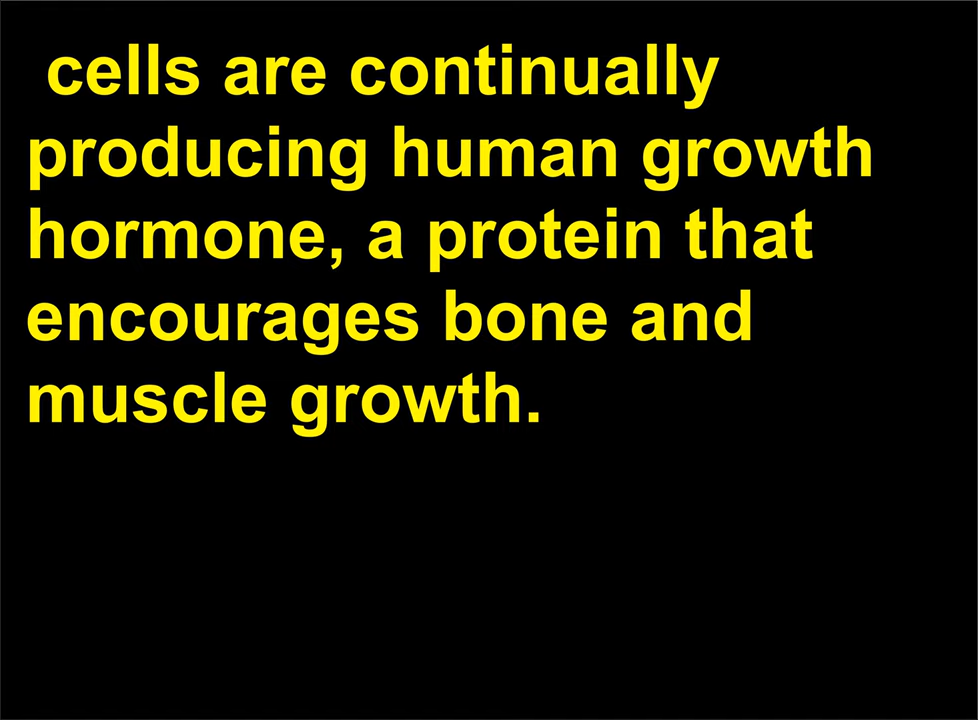 cells are continually
producing human growth
hormone, a protein that
encourages bone and
muscle growth.